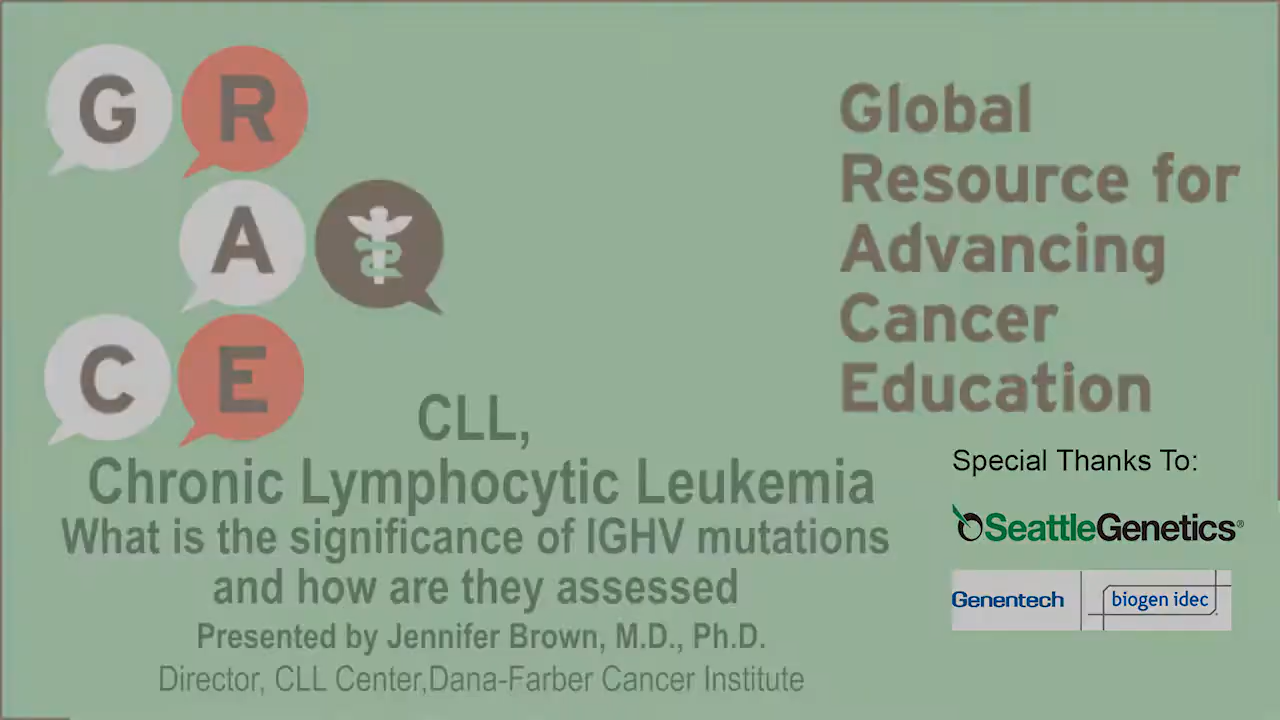 G R
A
C E
Global
Resource for
Advancing
Cancer
Education
CLL,
Chronic Lymphocytic Leukemia
What is the significance of IGHV mutations
and how are they assessed
Presented by Jennifer Brown, M.D., Ph.D.
Director, CLL Center,Dana-Farber Cancer Institute
Special Thanks To:
SeattleGenetics®
Genentech
biogen idec